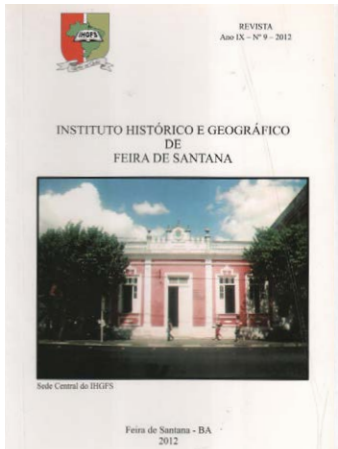 IHGFS
REVISTA
Ano IX – Nº 9 – 2012
INSTITUTO HISTÓRICO E GEOGRÁFICO
DE
FEIRA DE SANTANA
Sede Central do IHGFS
Feira de Santana - BA
2012